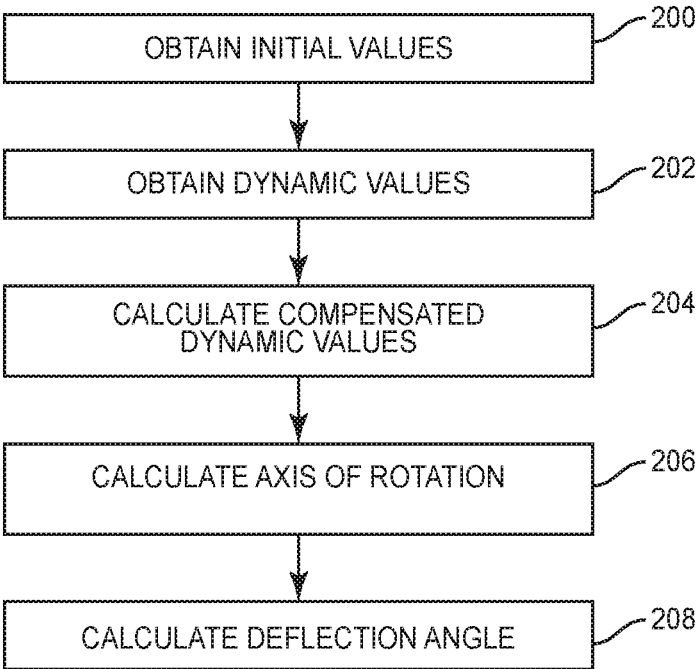 OBTAIN INITIAL VALUES
200
OBTAIN DYNAMIC VALUES
202
CALCULATE COMPENSATED
DYNAMIC VALUES
204
CALCULATE AXIS OF ROTATION
206
CALCULATE DEFLECTION ANGLE
208